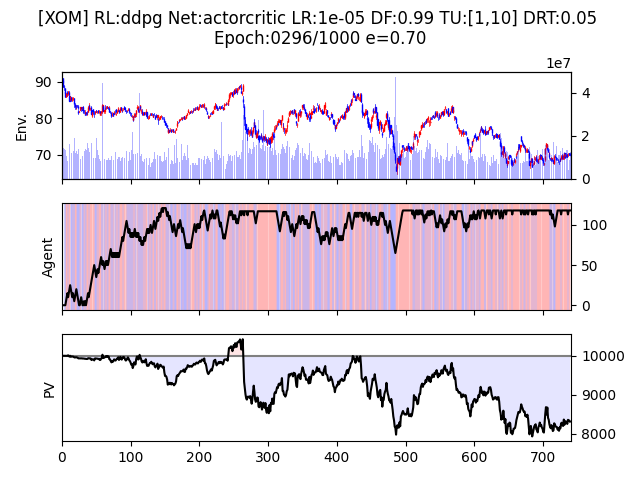 [XOM] RL:ddpg Net:actorcritic LR:1e-05 DF:0.99 TU:[1,10] DRT:0.05
Epoch:0296/1000 e=0.70
1e7
90
80
70
Env.
4
2
0
Agent
100
50
0
PV
10000
9000
8000
0 100 200 300 400 500 600 700